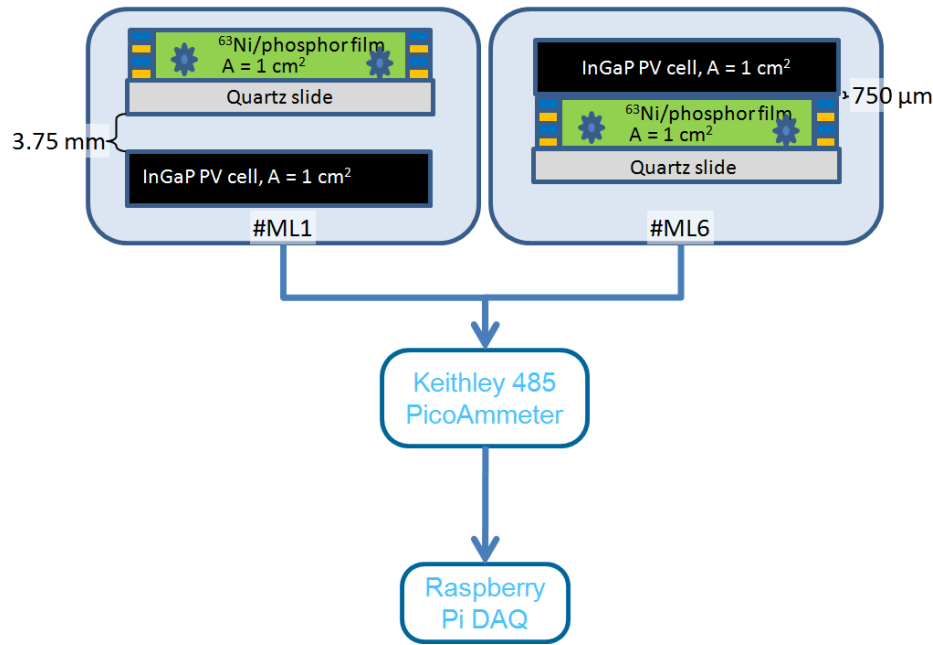 ⁶³Ni/phosphor film
A = 1 cm²
Quartz slide
3.75 mm
InGaP PV cell, A = 1 cm²
#ML1
InGaP PV cell, A = 1 cm²
750 μm
⁶³Ni/phosphor film
A = 1 cm²
Quartz slide
#ML6
Keithley 485
PicoAmmeter
Raspberry
Pi DAQ